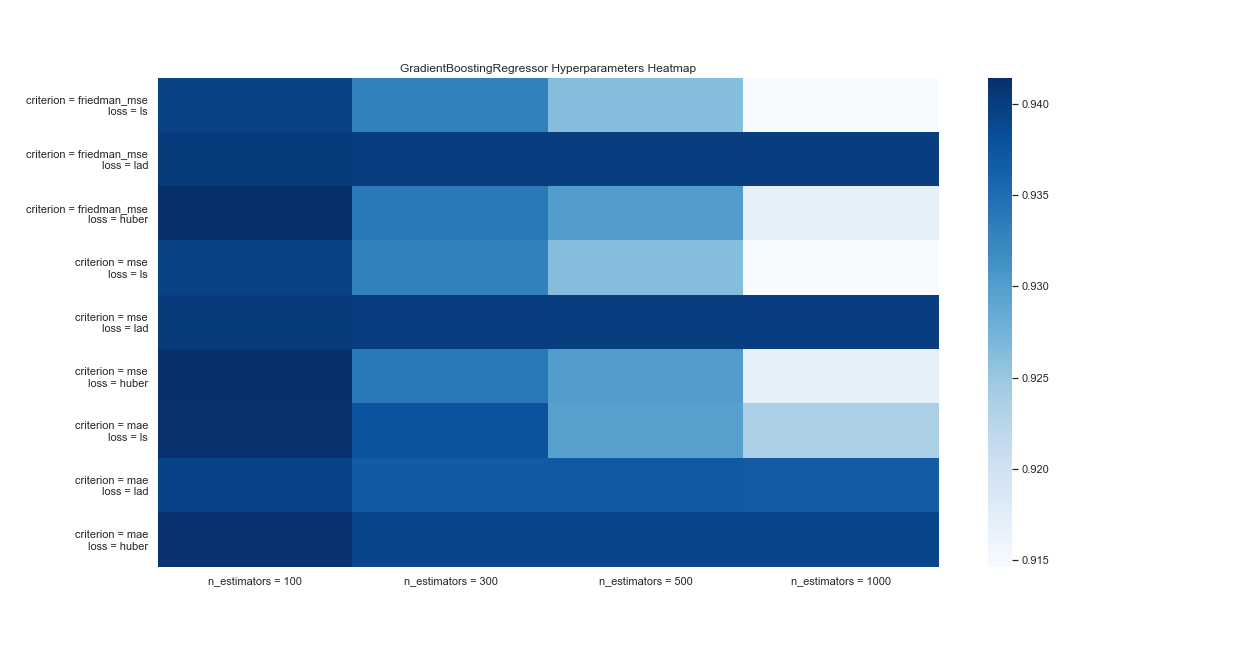 GradientBoostingRegressor Hyperparameters Heatmap
criterion = friedman_mse
loss = ls
criterion = friedman_mse
loss = lad
criterion = friedman_mse
loss = huber
criterion = mse
loss = ls
criterion = mse
loss = lad
criterion = mse
loss = huber
criterion = mae
loss = ls
criterion = mae
loss = lad
criterion = mae
loss = huber
n_estimators = 100
n_estimators = 300
n_estimators = 500
n_estimators = 1000
0.940
0.935
0.930
0.925
0.920
0.915